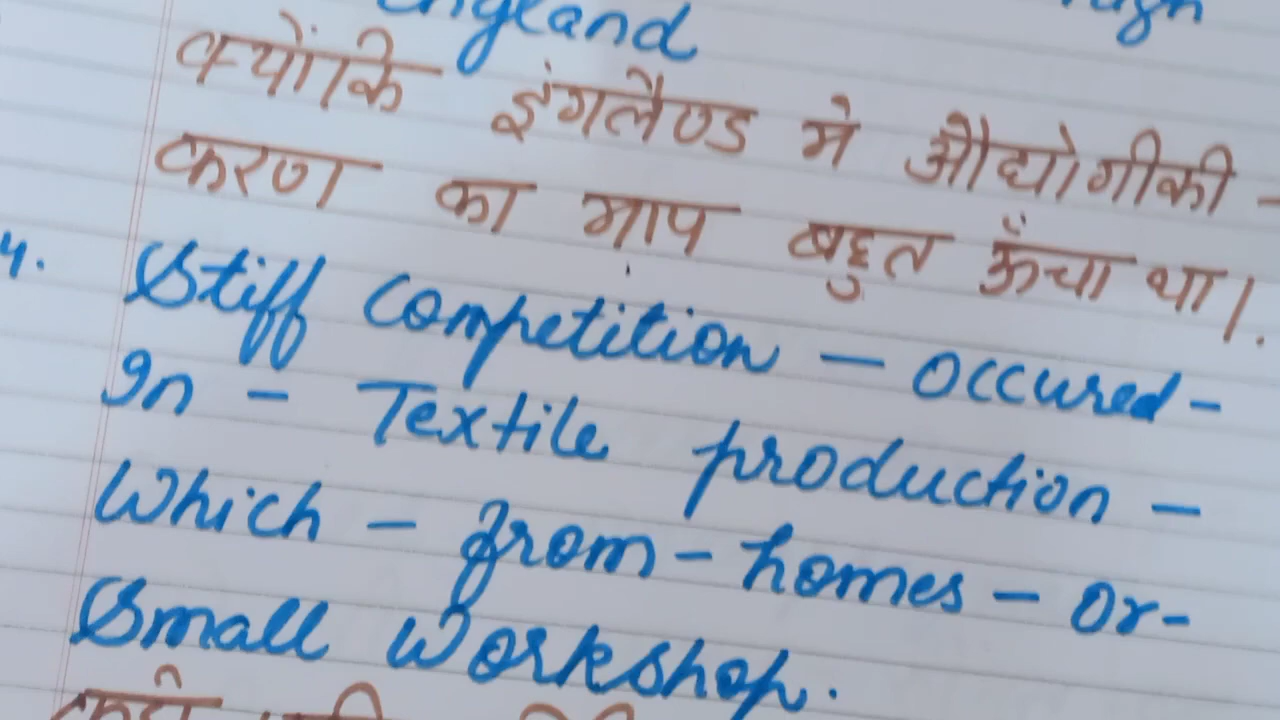 England
क्योंकि इंगलैण्ड मे औद्योगीकी -
करण का माप बहुत ऊँचा था।.
4. Stiff Competition - Occured -
In - Textile production -
Which - from - homes - Or -
Small Workshop.